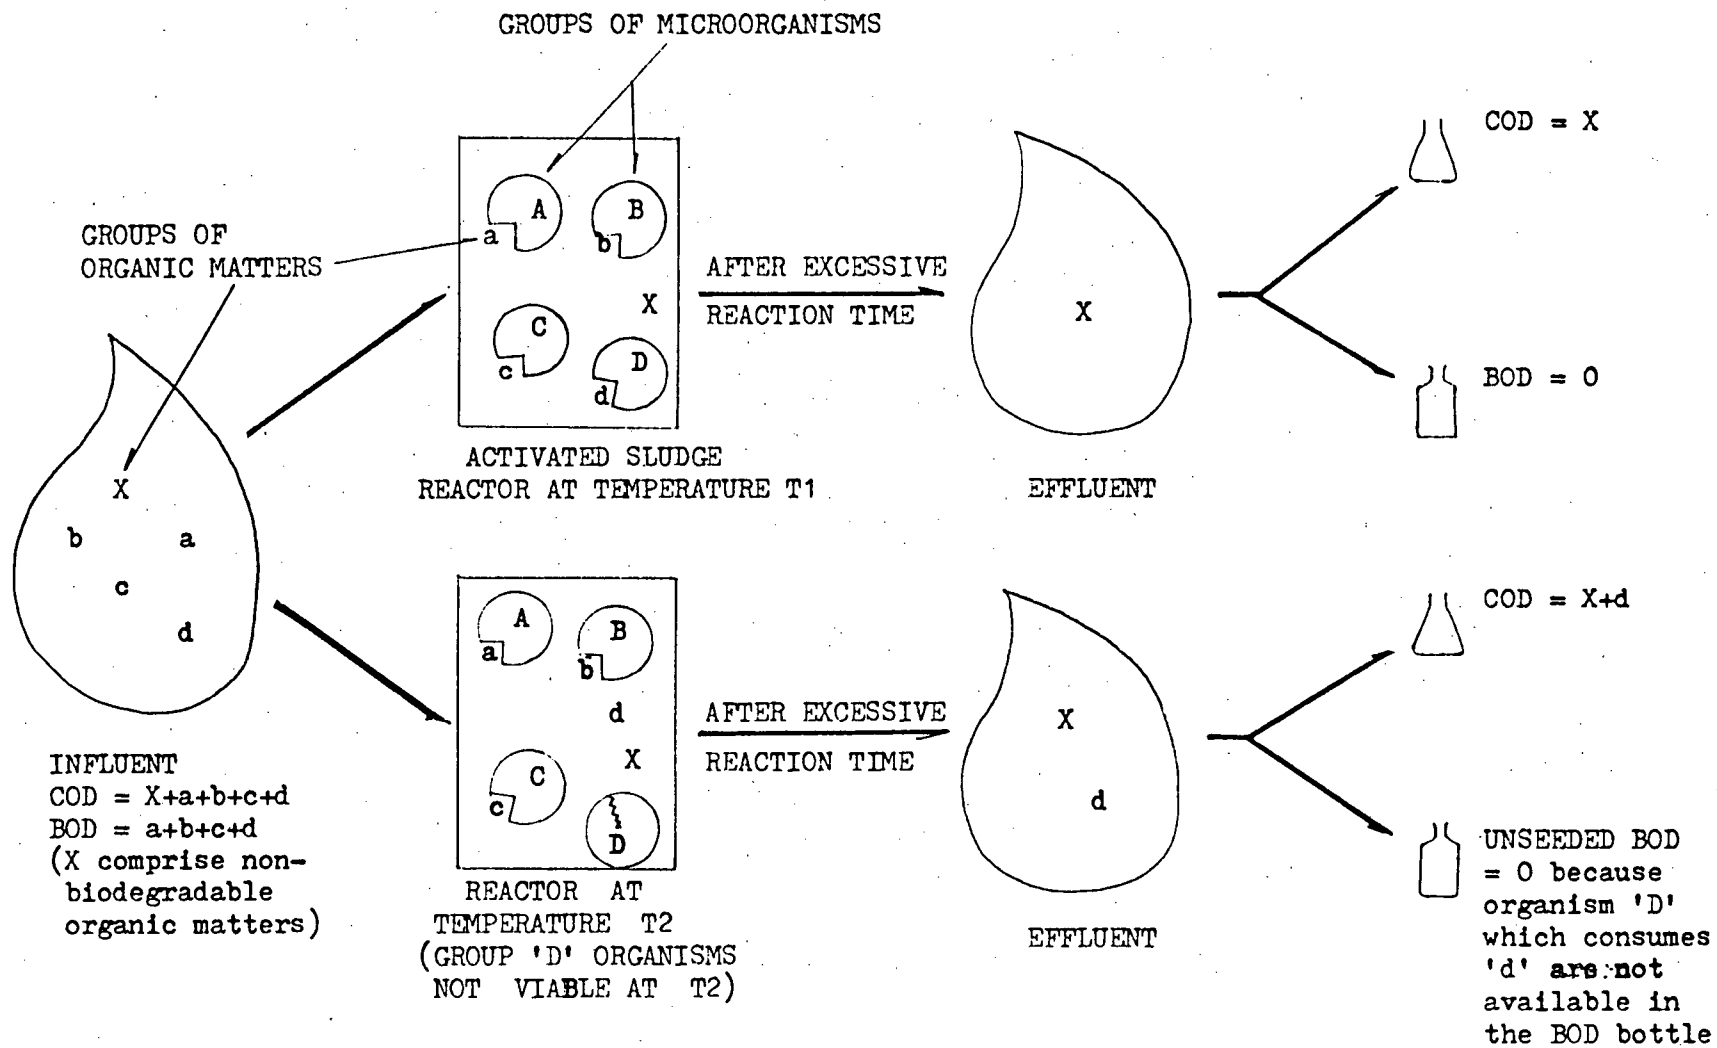 GROUPS OF MICROORGANISMS
GROUPS OF
ORGANIC MATTERS
X
b
a
c
d
INFLUENT
COD = X+a+b+c+d
BOD = a+b+c+d
(X comprise non-
biodegradable
organic matters)
A
a
B
b
C
c
X
D
d
ACTIVATED SLUDGE
REACTOR AT TEMPERATURE T1
AFTER EXCESSIVE
REACTION TIME
X
EFFLUENT
COD = X
BOD = 0
A
a
B
b
d
X
C
c
D
REACTOR AT
TEMPERATURE T2
(GROUP 'D' ORGANISMS
NOT VIABLE AT T2)
AFTER EXCESSIVE
REACTION TIME
X
d
EFFLUENT
COD = X+d
UNSEEDED BOD
= 0 because
organism 'D'
which consumes
'd' are not
available in
the BOD bottle